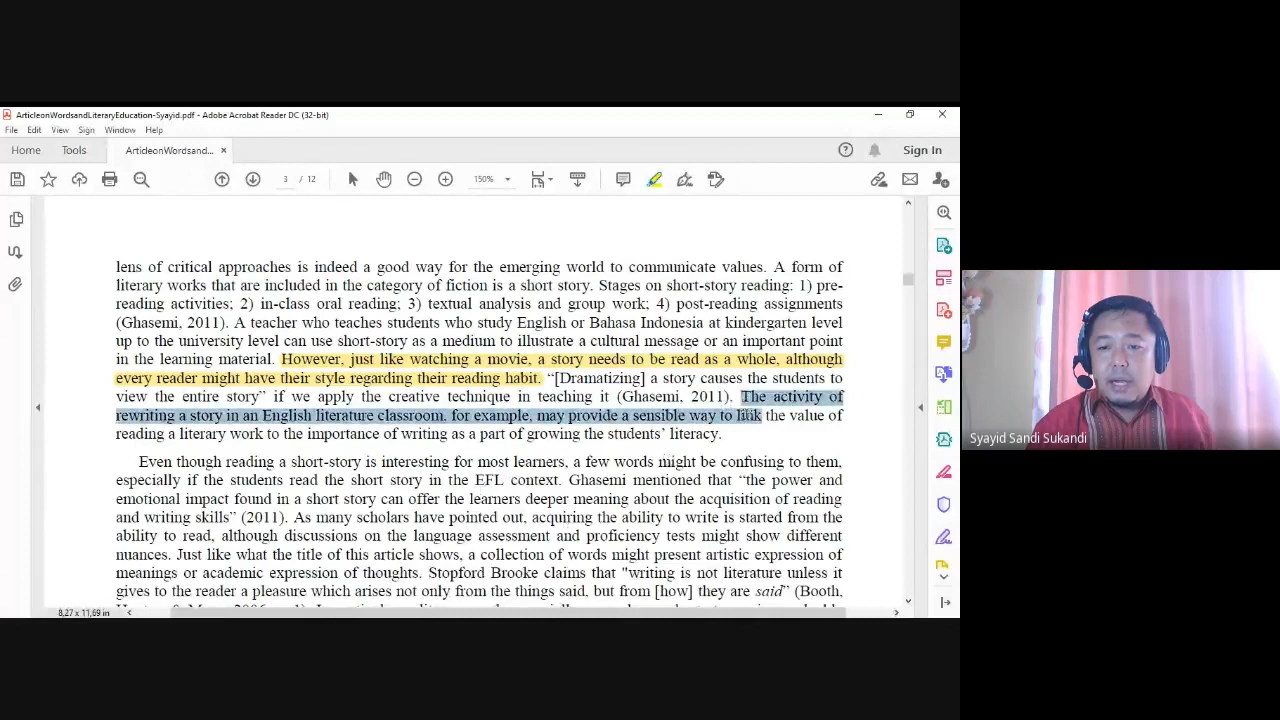 ArticleonWordsandLiteraryEducation-Syayid.pdf - Adobe Acrobat Reader DC (32-bit)
File Edit View Sign Window Help
Home Tools ArticleonWordsand... × Sign In
3 / 12 150%
lens of critical approaches is indeed a good way for the emerging world to communicate values. A form of
literary works that are included in the category of fiction is a short story. Stages on short-story reading: 1) pre-
reading activities; 2) in-class oral reading; 3) textual analysis and group work; 4) post-reading assignments
(Ghasemi, 2011). A teacher who teaches students who study English or Bahasa Indonesia at kindergarten level
up to the university level can use short-story as a medium to illustrate a cultural message or an important point
in the learning material. However, just like watching a movie, a story needs to be read as a whole, although
every reader might have their style regarding their reading habit. “[Dramatizing] a story causes the students to
view the entire story” if we apply the creative technique in teaching it (Ghasemi, 2011). The activity of
rewriting a story in an English literature classroom. for example, may provide a sensible way to link the value of
reading a literary work to the importance of writing as a part of growing the students’ literacy.
Even though reading a short-story is interesting for most learners, a few words might be confusing to them,
especially if the students read the short story in the EFL context. Ghasemi mentioned that “the power and
emotional impact found in a short story can offer the learners deeper meaning about the acquisition of reading
and writing skills” (2011). As many scholars have pointed out, acquiring the ability to write is started from the
ability to read, although discussions on the language assessment and proficiency tests might show different
nuances. Just like what the title of this article shows, a collection of words might present artistic expression of
meanings or academic expression of thoughts. Stopford Brooke claims that "writing is not literature unless it
gives to the reader a pleasure which arises not only from the things said, but from [how] they are said” (Booth,
8,27 x 11,69 in
Syayid Sandi Sukandi